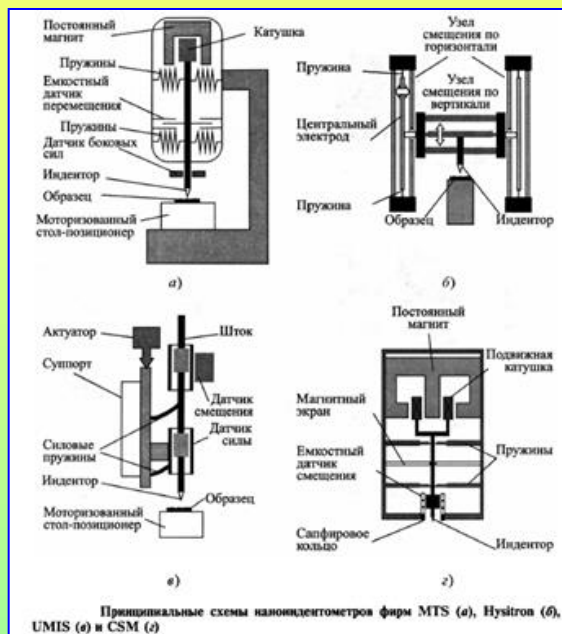 Постоянный
магнит
Катушка
Пружины
Емкостный
датчик
перемещения
Пружины
Датчик боковых
сил
Индентор
Образец
Моторизованный
стол-позиционер
а)
Узел
смещения по
горизонтали
Пружина
Узел
смещения по
вертикали
Центральный
электрод
Пружина
Образец
Индентор
б)
Актуатор
Шток
Суппорт
Датчик
смещения
Силовые
пружины
Датчик
силы
Индентор
Образец
Моторизованный
стол-позиционер
в)
Постоянный
магнит
Подвижная
катушка
Магнитный
экран
Емкостный
датчик
смещения
Пружины
Сапфировое
кольцо
Индентор
г)
Принципиальные схемы наноиндентометров фирм MTS (а), Hysitron (б),
UMIS (в) и CSM (г)